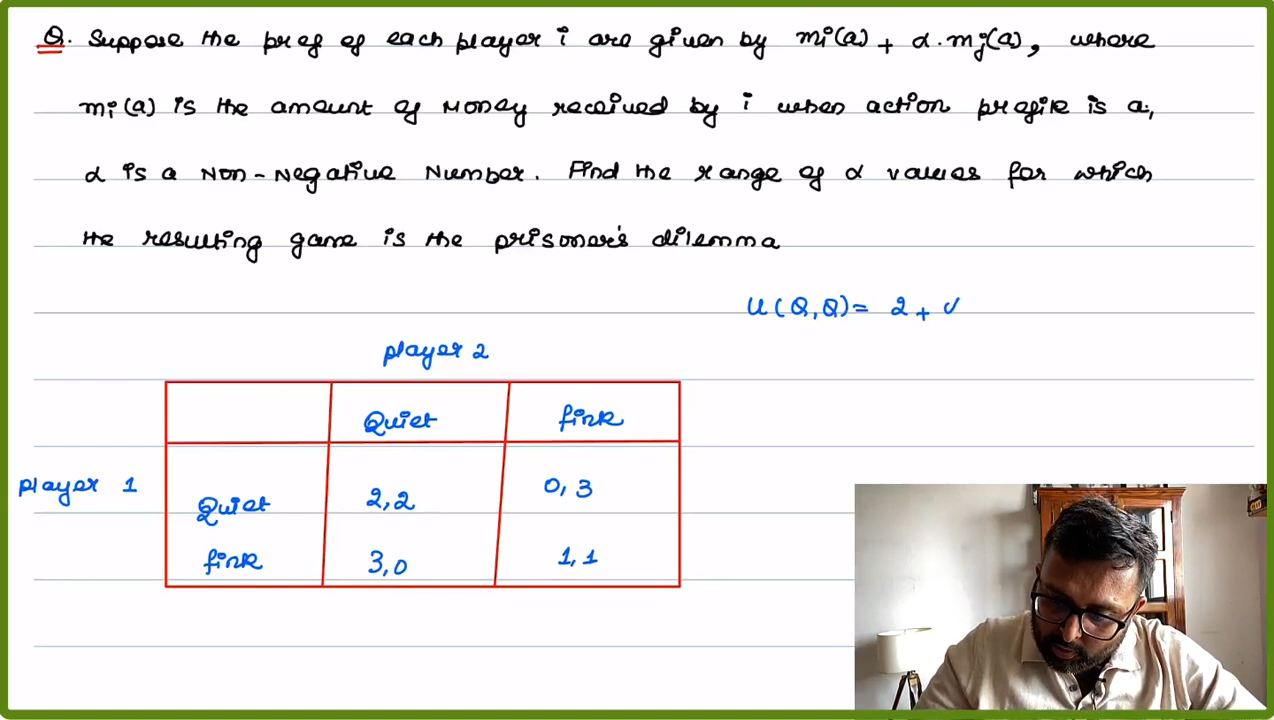 Q. Suppose the pref of each player i are given by mi(a) + α.mj(a), where
mi(a) is the amount of money received by i when action profile is a,
α is a Non-Negative Number. Find the range of α values for which
the resulting game is the prisoner's dilemma
U(Q,Q) = 2 +
player 2
Quiet fink
player 1
Quiet 2,2 0,3
fink 3,0 1,1